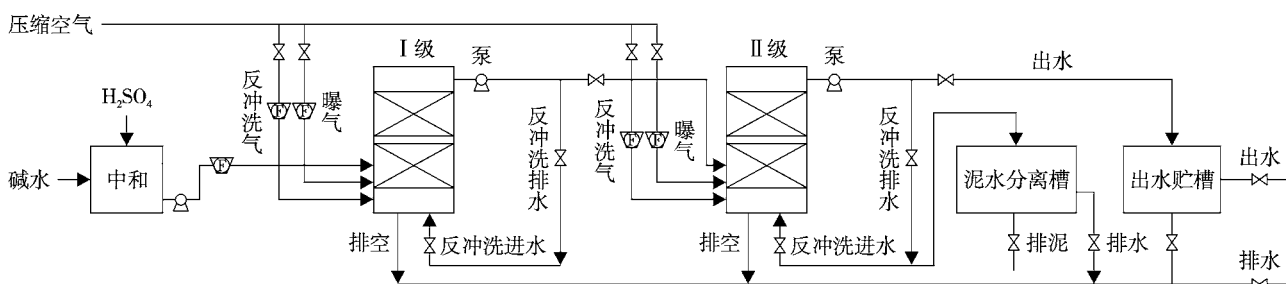 压缩空气
Ⅰ级
泵
Ⅱ级
泵
出水
H₂SO₄
反冲洗气
F
F
曝气
反冲洗排水
反冲洗气
F
F
曝气
反冲洗排水
碱水
中和
F
泥水分离槽
出水贮槽
出水
排空
反冲洗进水
排空
反冲洗进水
排泥
排水
排水